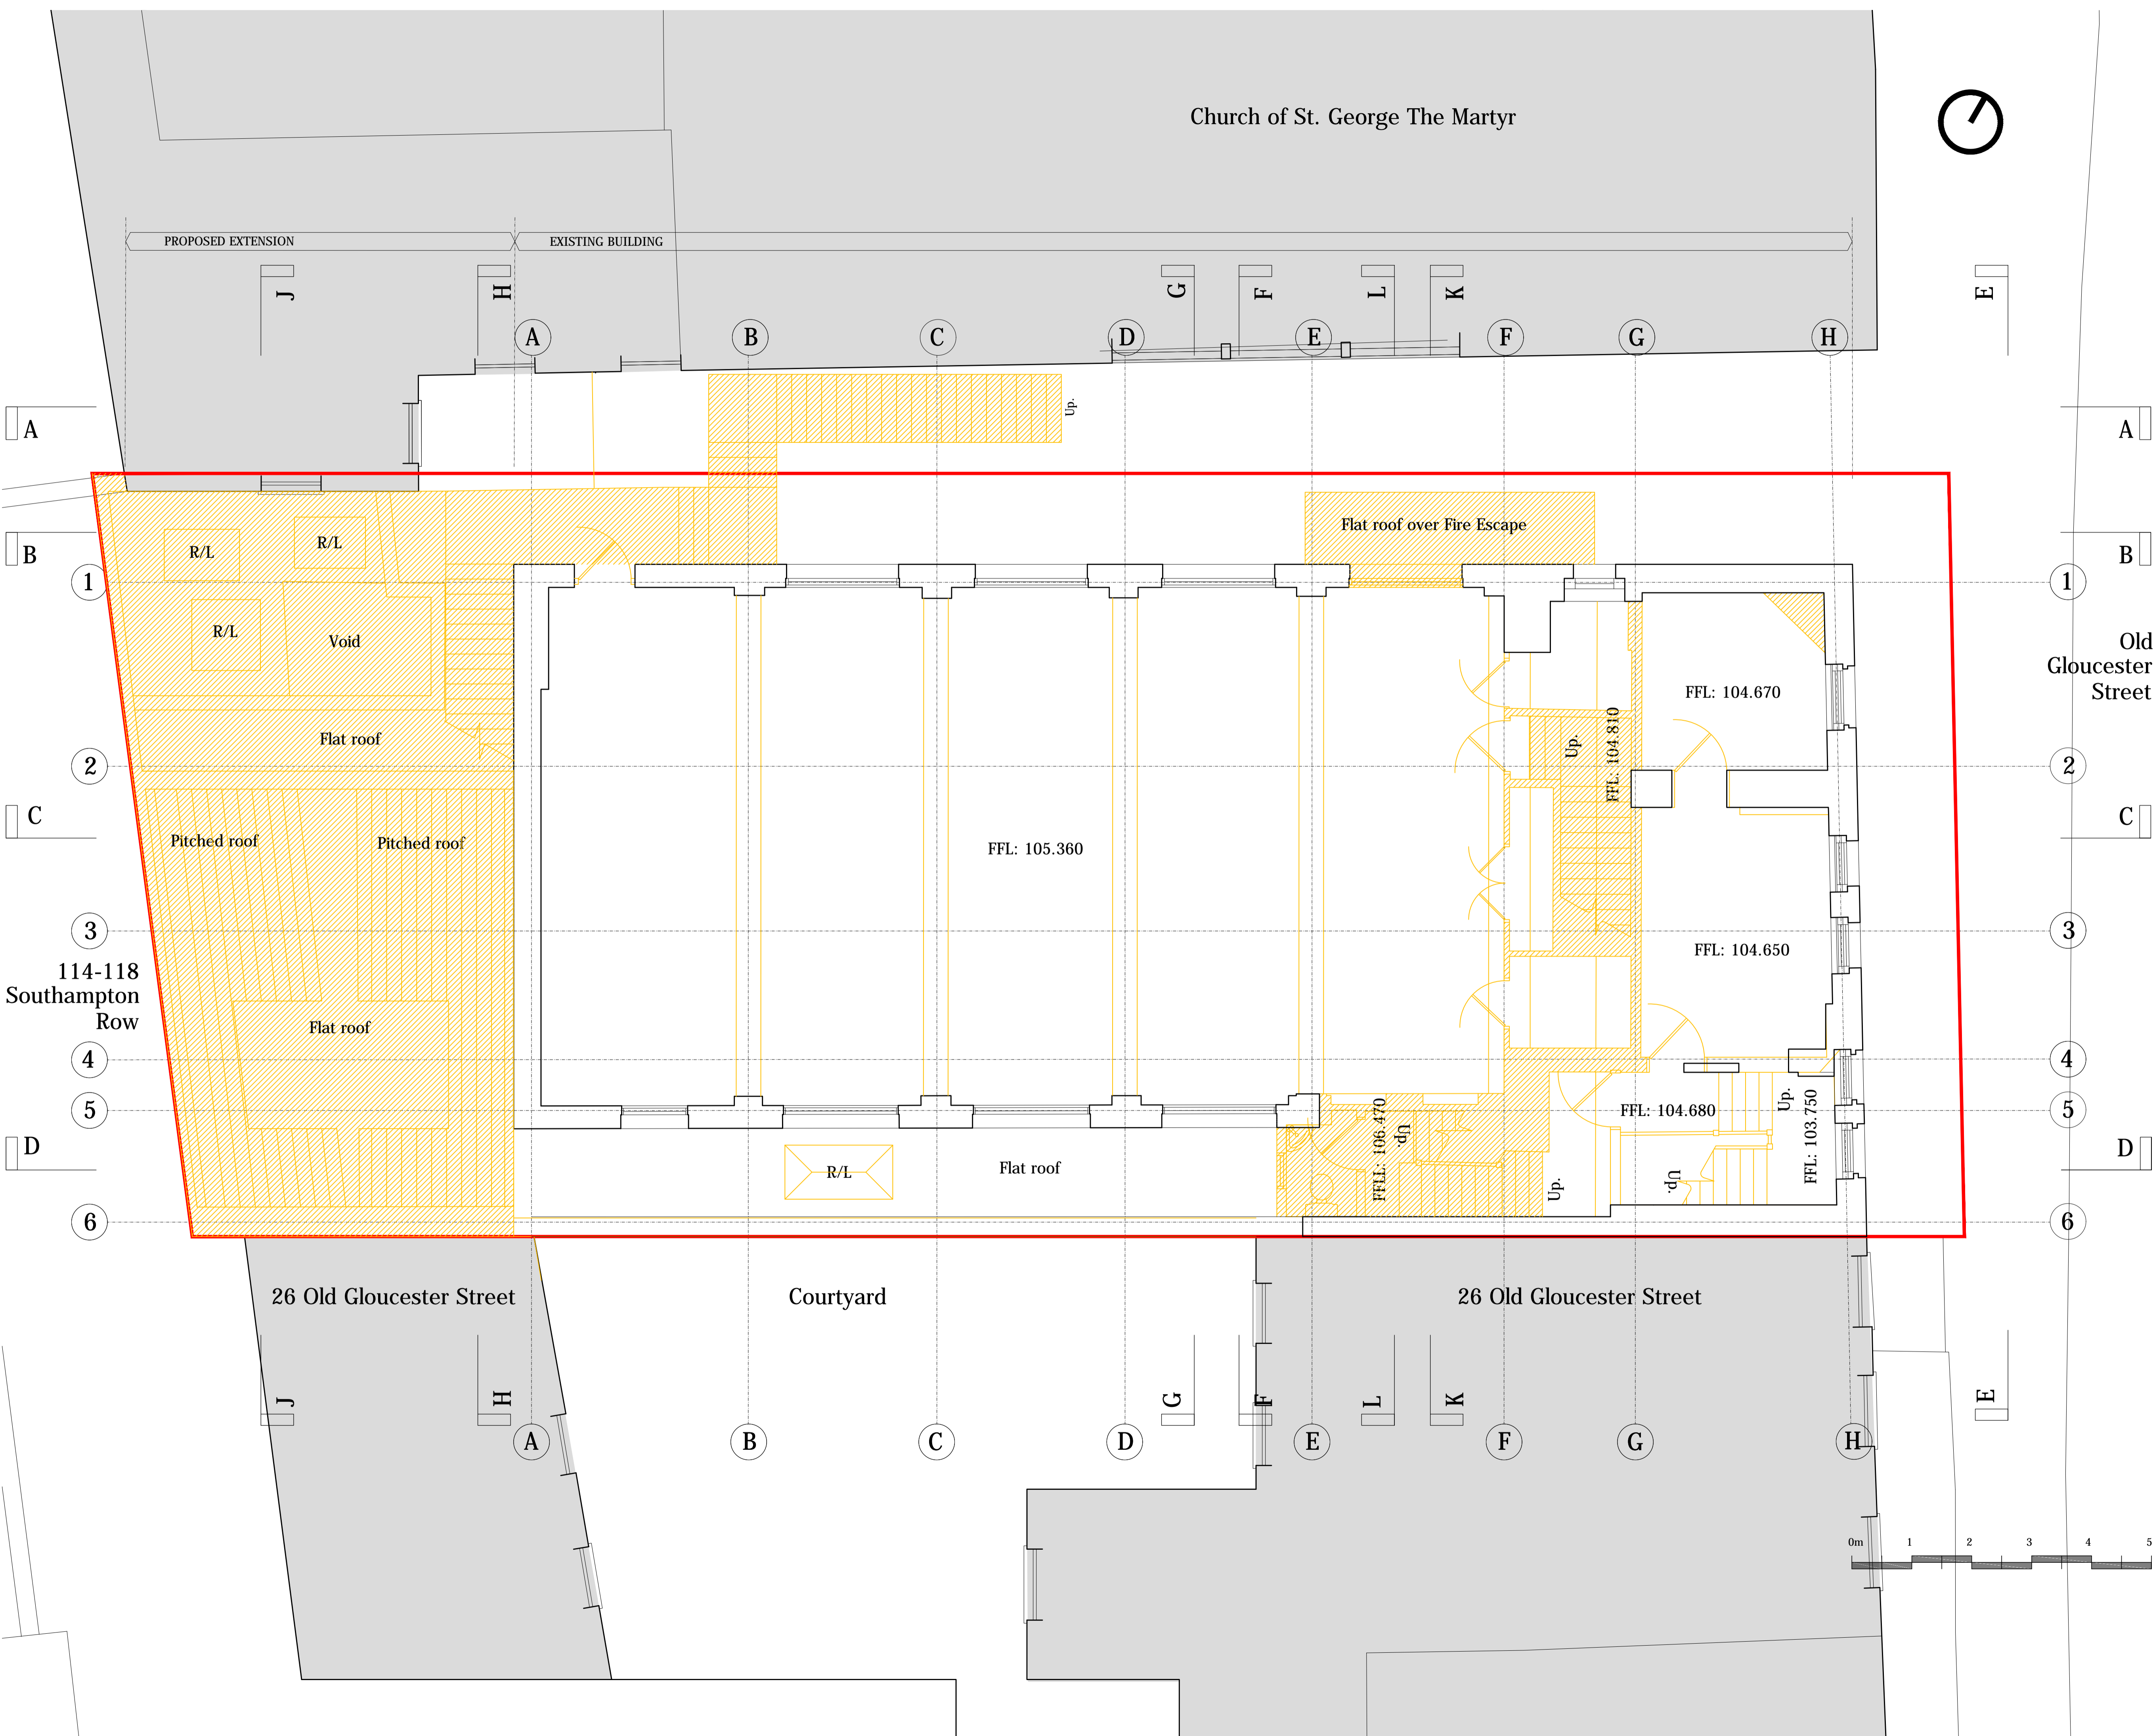 Church of St. George The Martyr
PROPOSED EXTENSION
EXISTING BUILDING
J
H
G
F
L
K
E
A
B
C
D
E
F
G
H
Up.
A
A
Flat roof over Fire Escape
B
B
R/L
R/L
1
1
R/L
Void
Old
Gloucester
Street
FFL: 104.670
FFL: 104.810
Up.
Flat roof
2
2
C
C
Pitched roof
Pitched roof
FFL: 105.360
3
3
FFL: 104.650
114-118
Southampton
Row
Flat roof
4
4
5
5
FFL: 104.680
Up.
FFL: 103.750
FFLL: 106.470
Up.
D
D
R/L
Flat roof
Up.
Up.
6
6
26 Old Gloucester Street
Courtyard
26 Old Gloucester Street
J
H
G
F
L
K
E
A
B
C
D
E
F
G
H
0m
1
2
3
4
5